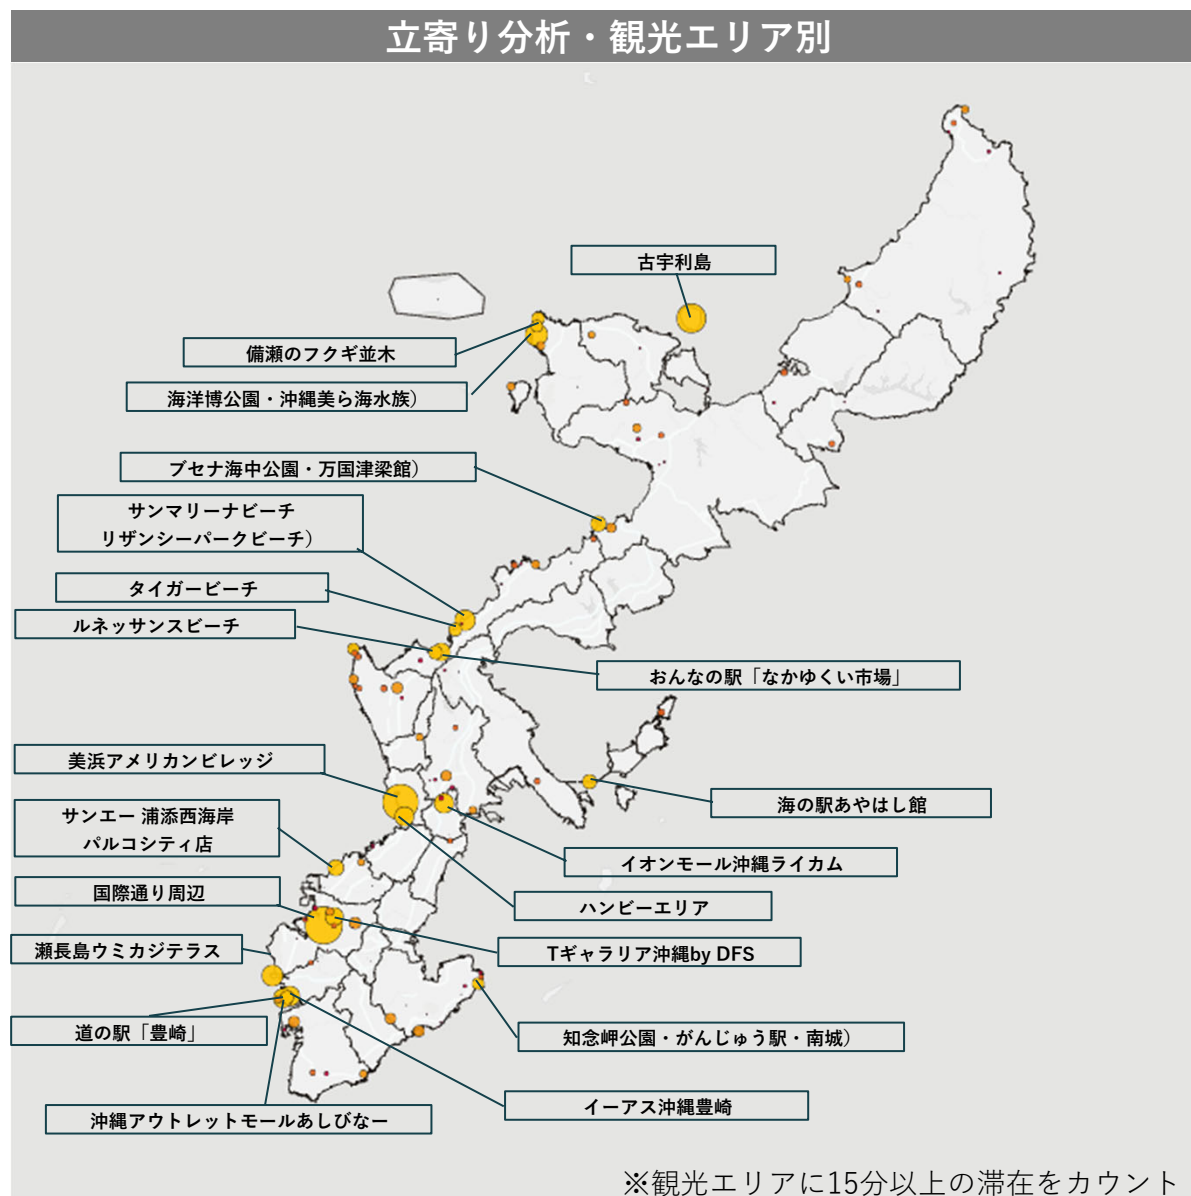 立寄り分析・観光エリア別
古宇利島
備瀬のフクギ並木
海洋博公園・沖縄美ら海水族）
ブセナ海中公園・万国津梁館）
サンマリーナビーチ
リザンシーパークビーチ）
タイガービーチ
ルネッサンスビーチ
おんなの駅「なかゆくい市場」
美浜アメリカンビレッジ
海の駅あやはし館
サンエー 浦添西海岸
パルコシティ店
イオンモール沖縄ライカム
国際通り周辺
ハンビーエリア
瀬長島ウミカジテラス
Tギャラリア沖縄by DFS
道の駅「豊崎」
知念岬公園・がんじゅう駅・南城）
イーアス沖縄豊崎
沖縄アウトレットモールあしびなー
※観光エリアに15分以上の滞在をカウント